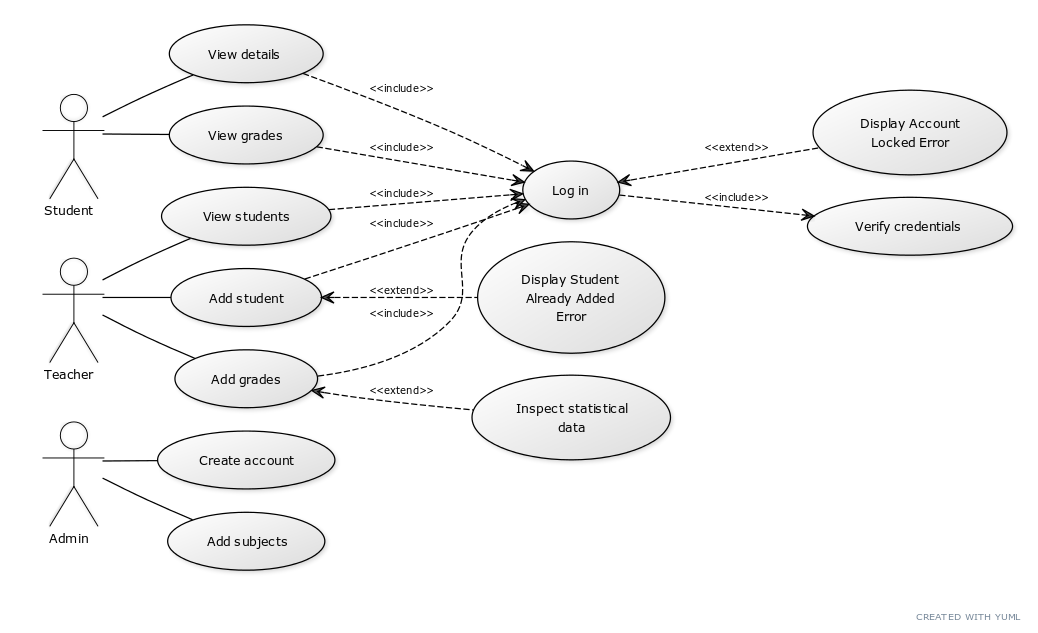 View details
<<include>>
View grades
Student
<<include>>
Log in
Display Account
Locked Error
<<extend>>
<<include>>
Verify credentials
View students
<<include>>
<<include>>
Teacher
Add student
<<extend>>
<<include>>
Display Student
Already Added
Error
Add grades
<<extend>>
Inspect statistical
data
Admin
Create account
Add subjects
CREATED WITH YUML